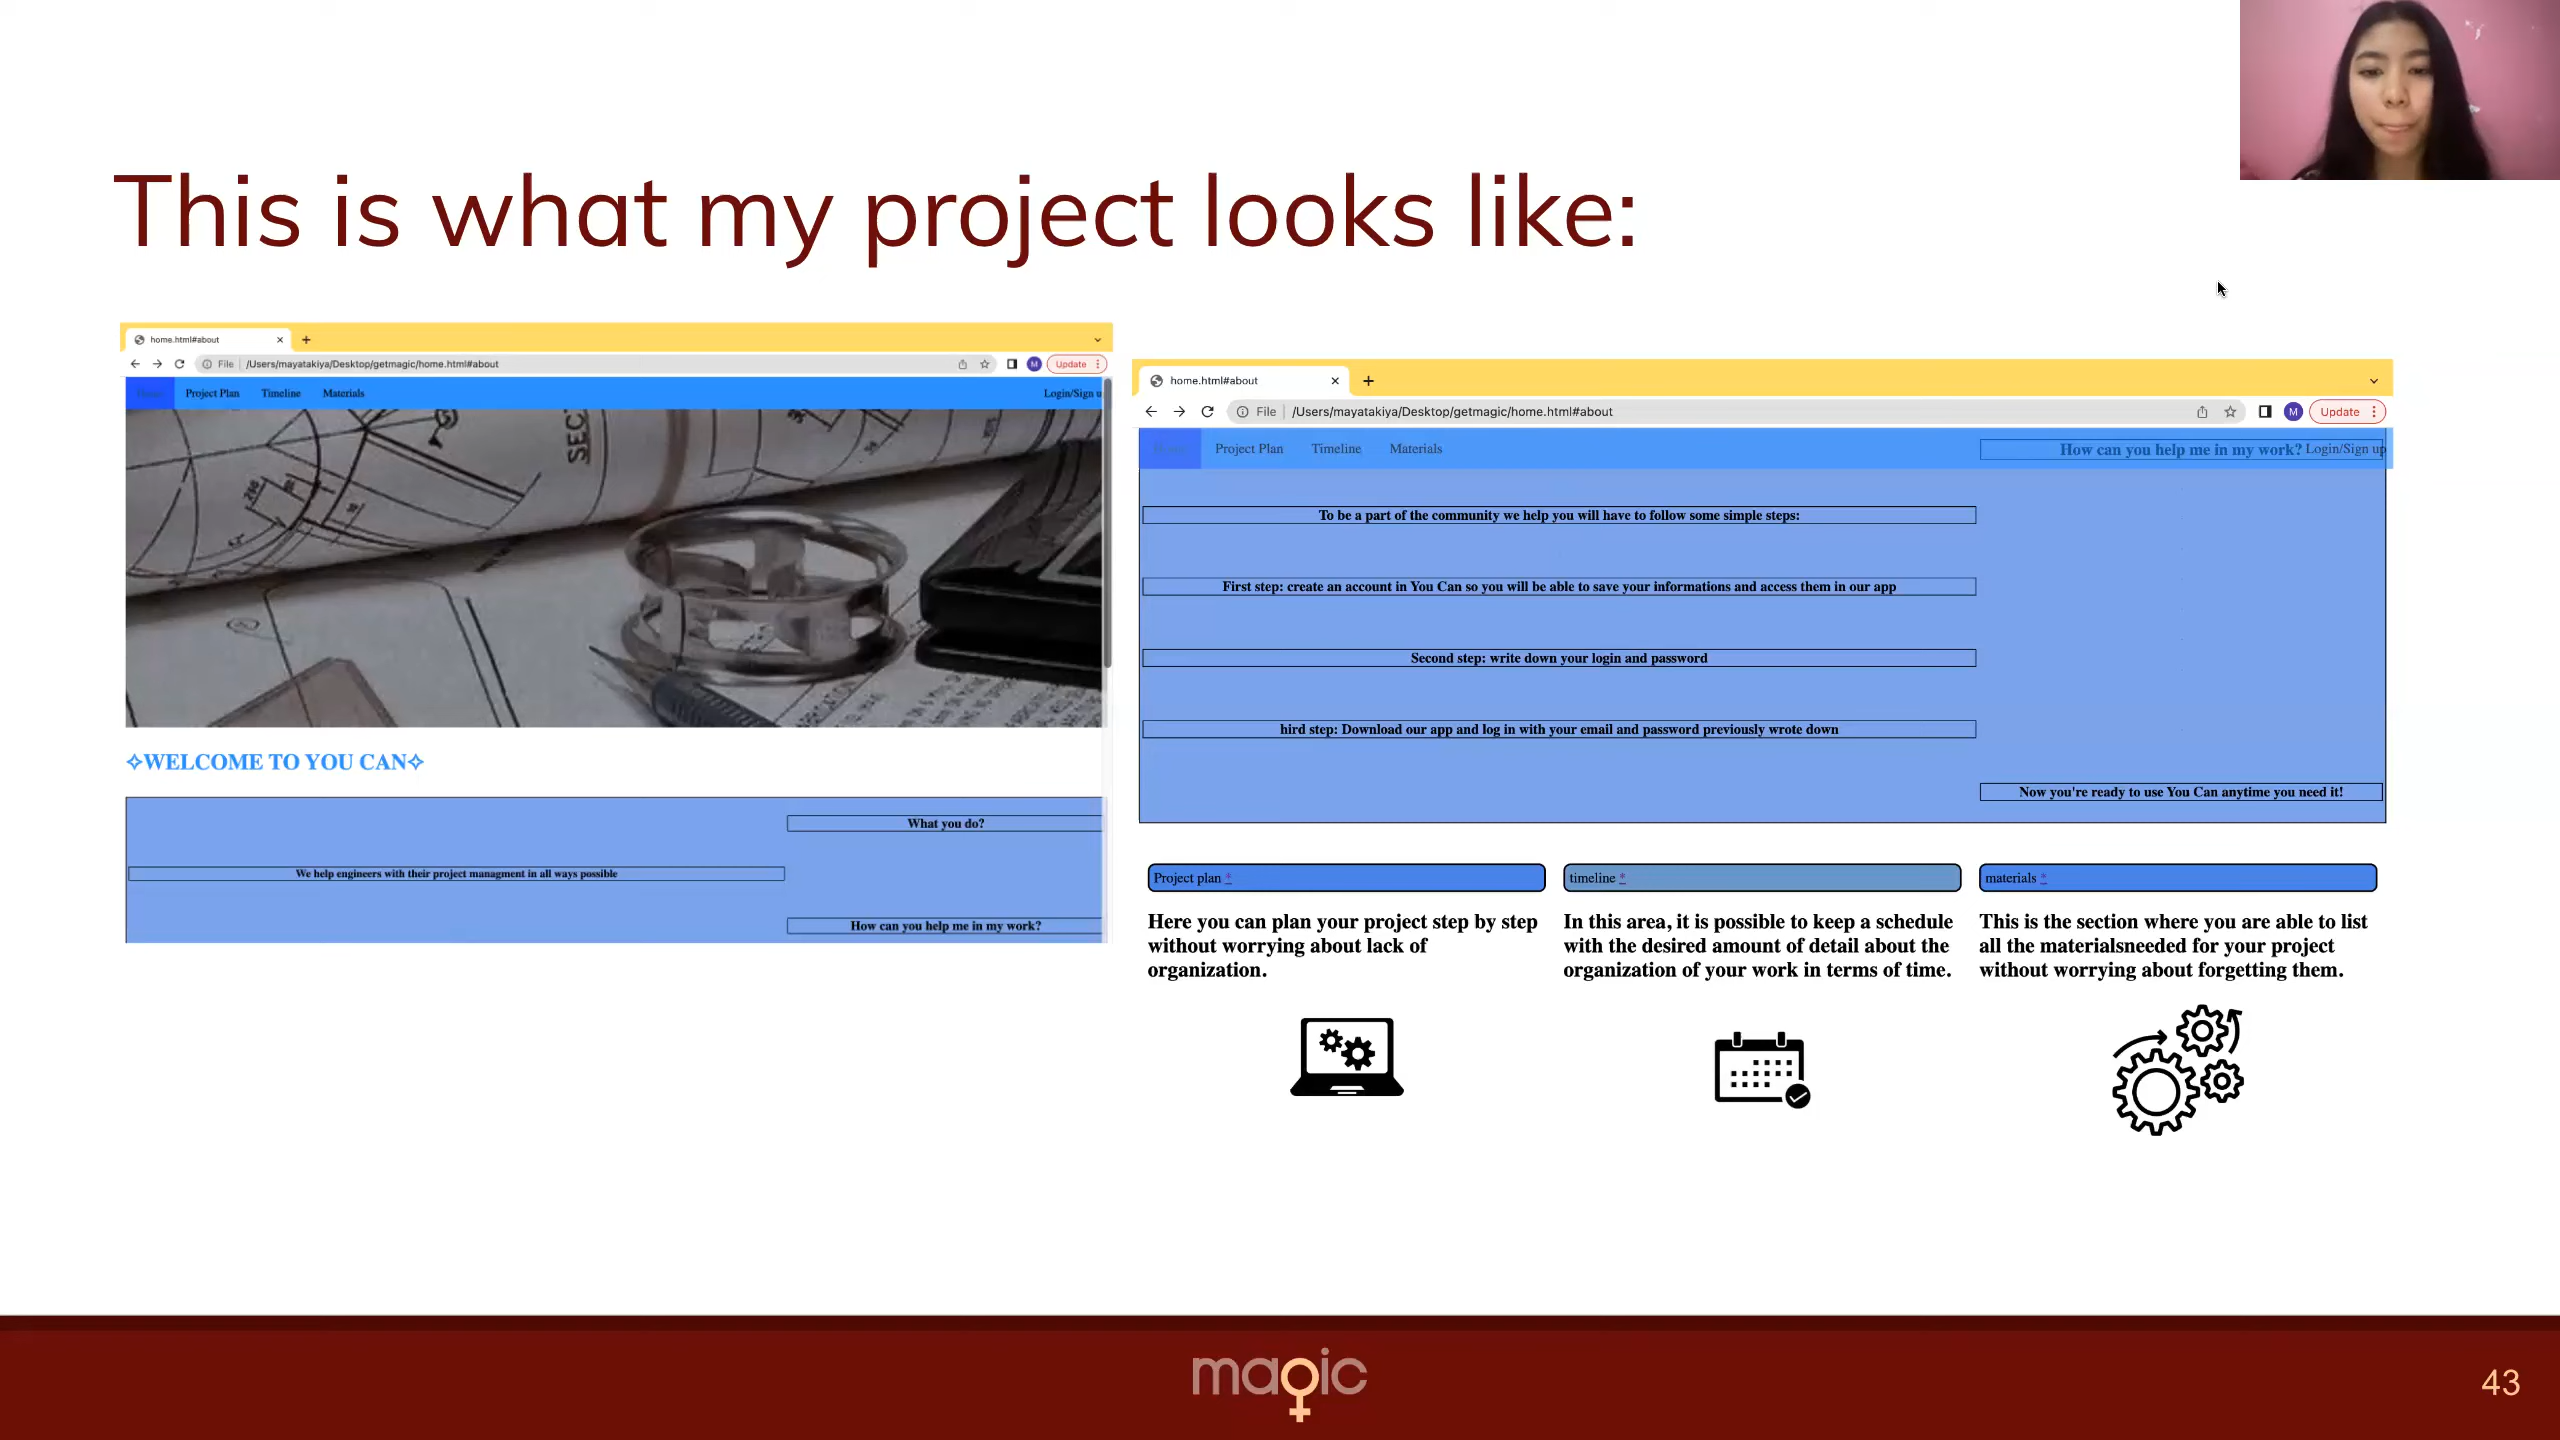 This is what my project looks like:
home.html#about
File /Users/mayatakiya/Desktop/getmagic/home.html#about
M Update
Project Plan Timeline Materials Login/Sign u
SEC
✧WELCOME TO YOU CAN✧
What you do?
We help engineers with their project managment in all ways possible
How can you help me in my work?
home.html#about
File /Users/mayatakiya/Desktop/getmagic/home.html#about
M Update
Project Plan Timeline Materials How can you help me in my work? Login/Sign up
To be a part of the community we help you will have to follow some simple steps:
First step: create an account in You Can so you will be able to save your informations and access them in our app
Second step: write down your login and password
hird step: Download our app and log in with your email and password previously wrote down
Now you're ready to use You Can anytime you need it!
Project plan *
Here you can plan your project step by step
without worrying about lack of
organization.
timeline *
In this area, it is possible to keep a schedule
with the desired amount of detail about the
organization of your work in terms of time.
materials *
This is the section where you are able to list
all the materialsneeded for your project
without worrying about forgetting them.
magic
43